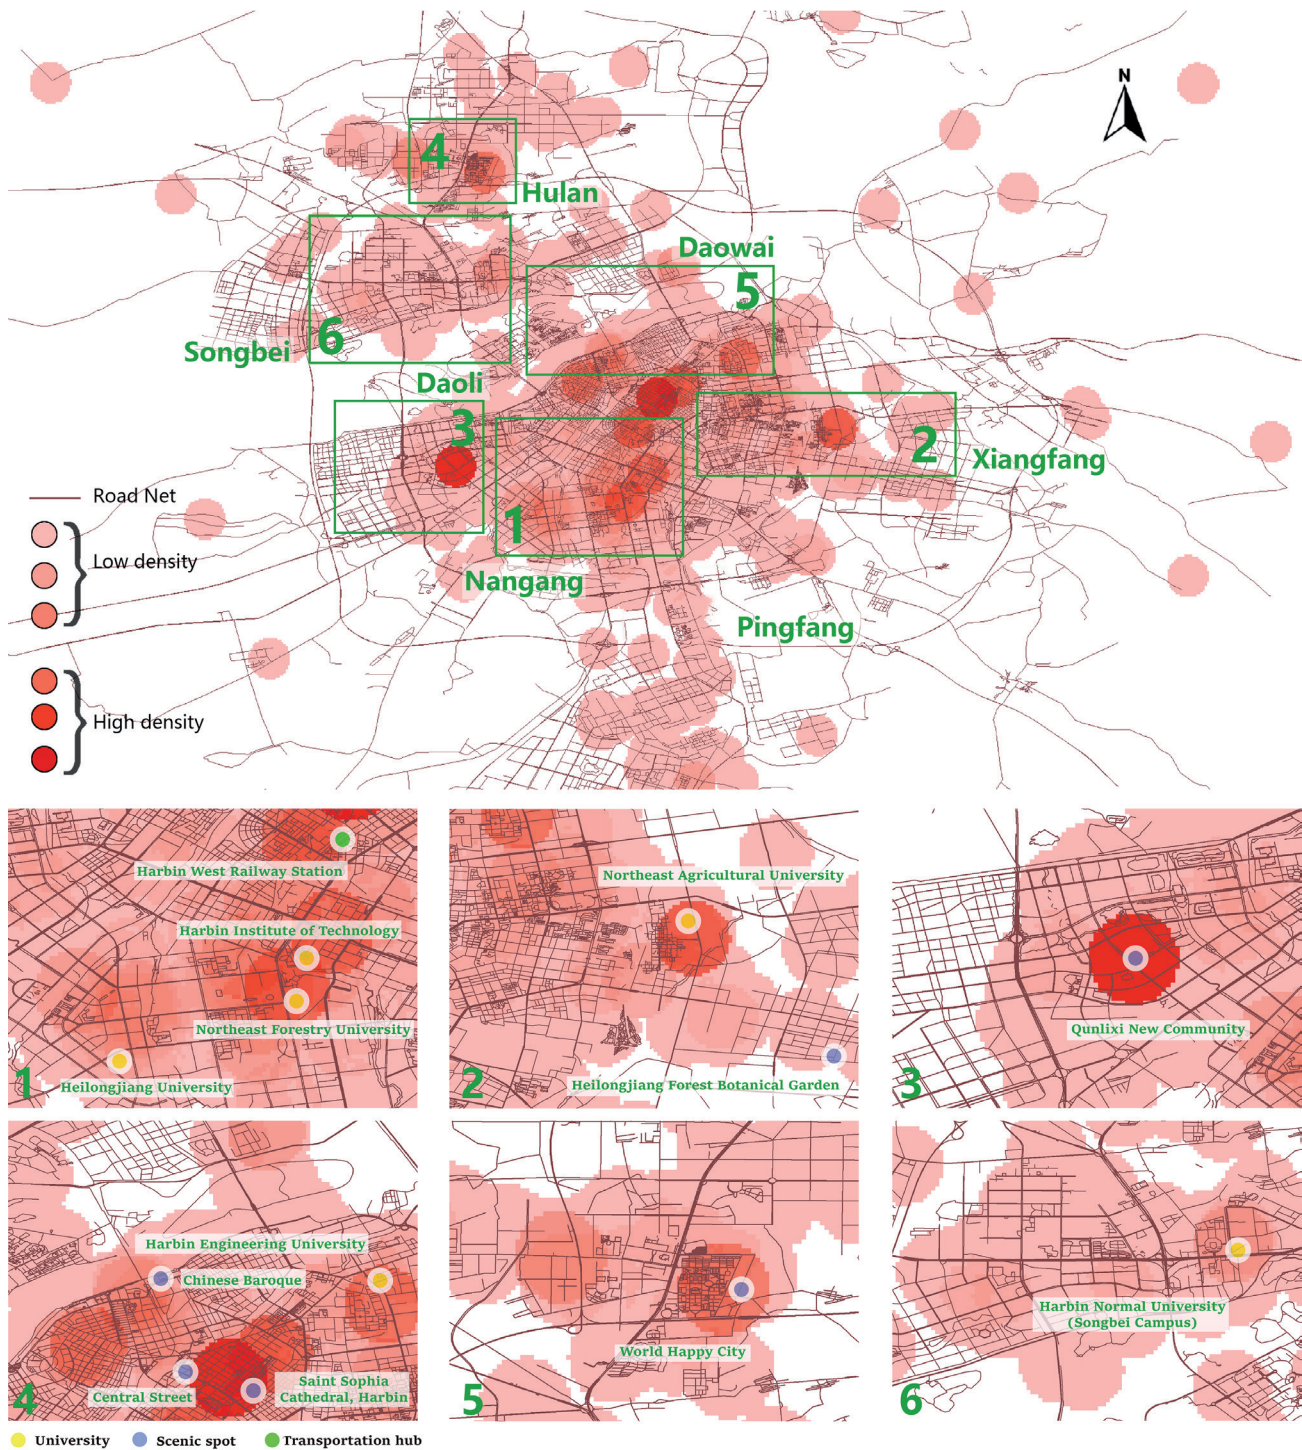 N
4
Hulan
Daowai
5
6
Songbei
Daoli
3
2
Xiangfang
Road Net
1
Low density
Nangang
Pingfang
High density
Harbin West Railway Station
Harbin Institute of Technology
Northeast Forestry University
Heilongjiang University
1
Northeast Agricultural University
Heilongjiang Forest Botanical Garden
2
Qunlixi New Community
3
Harbin Engineering University
Chinese Baroque
Central Street
Saint Sophia
Cathedral, Harbin
4
World Happy City
5
Harbin Normal University
(Songbei Campus)
6
University
Scenic spot
Transportation hub